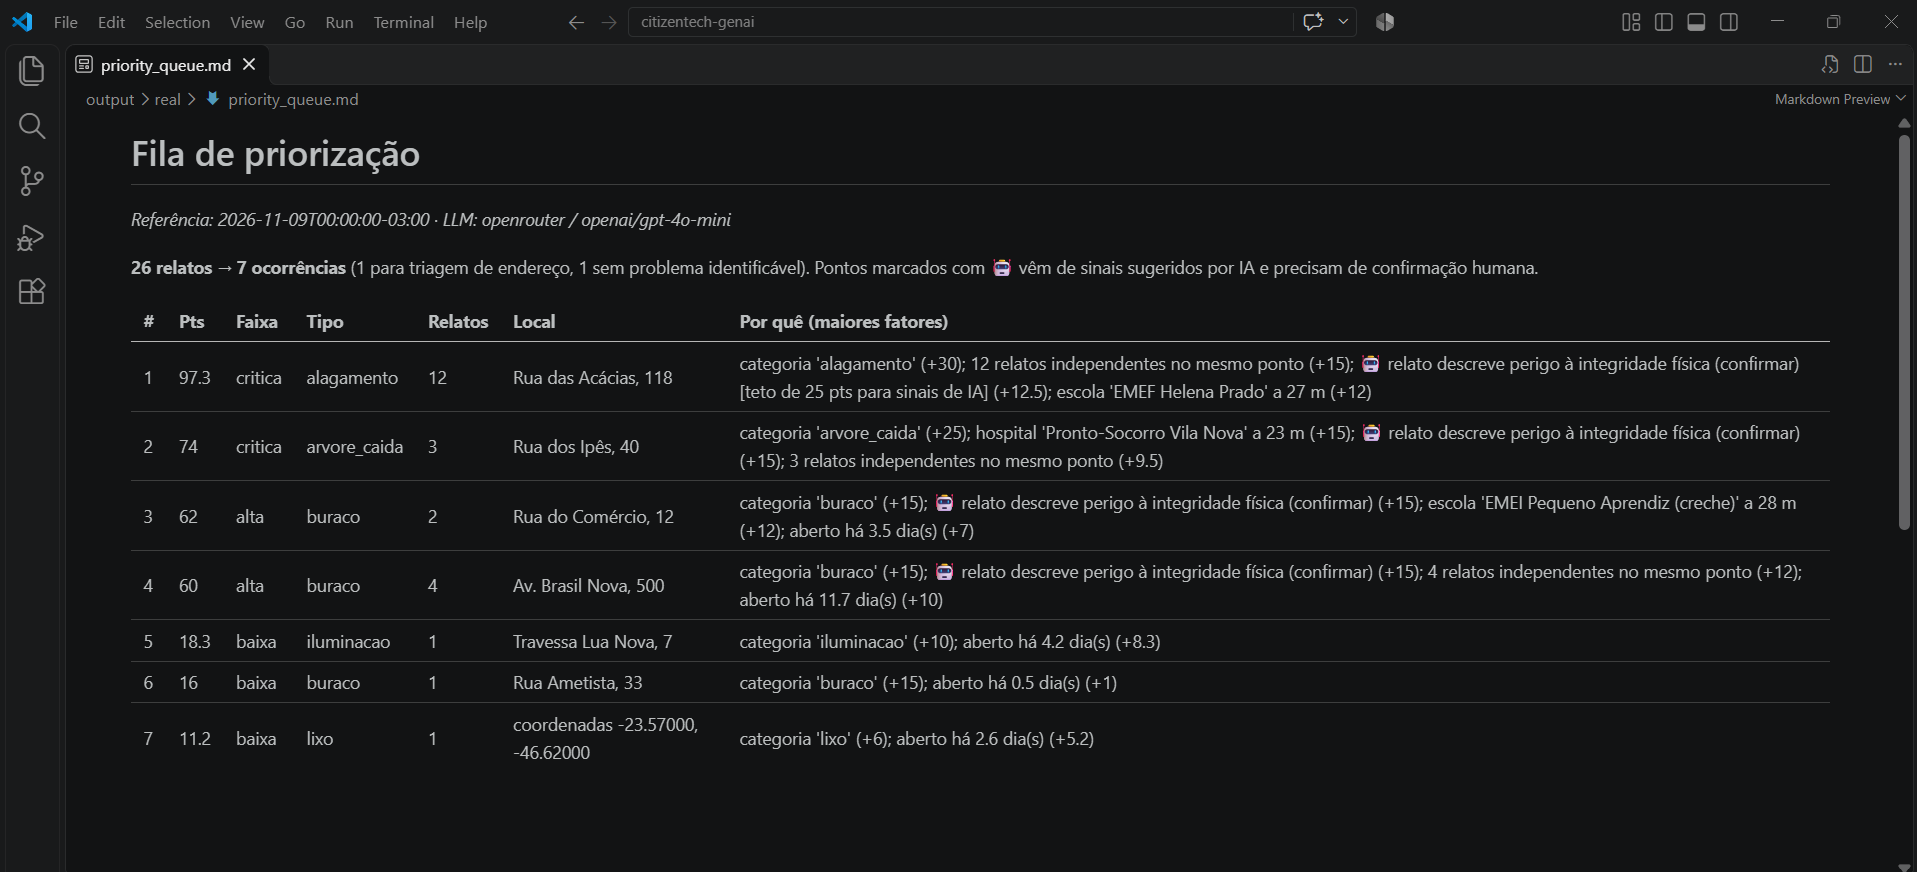 File Edit Selection View Go Run Terminal Help
citizentech-genai
priority_queue.md
output > real > priority_queue.md
Markdown Preview
Fila de priorização
Referência: 2026-11-09T00:00:00-03:00 · LLM: openrouter / openai/gpt-4o-mini
26 relatos → 7 ocorrências (1 para triagem de endereço, 1 sem problema identificável). Pontos marcados com 🤖 vêm de sinais sugeridos por IA e precisam de confirmação humana.
# Pts Faixa Tipo Relatos Local Por quê (maiores fatores)
1 97.3 critica alagamento 12 Rua das Acácias, 118 categoria 'alagamento' (+30); 12 relatos independentes no mesmo ponto (+15); 🤖 relato descreve perigo à integridade física (confirmar)
[teto de 25 pts para sinais de IA] (+12.5); escola 'EMEF Helena Prado' a 27 m (+12)
2 74 critica arvore_caida 3 Rua dos Ipês, 40 categoria 'arvore_caida' (+25); hospital 'Pronto-Socorro Vila Nova' a 23 m (+15); 🤖 relato descreve perigo à integridade física (confirmar)
(+15); 3 relatos independentes no mesmo ponto (+9.5)
3 62 alta buraco 2 Rua do Comércio, 12 categoria 'buraco' (+15); 🤖 relato descreve perigo à integridade física (confirmar) (+15); escola 'EMEI Pequeno Aprendiz (creche)' a 28 m
(+12); aberto há 3.5 dia(s) (+7)
4 60 alta buraco 4 Av. Brasil Nova, 500 categoria 'buraco' (+15); 🤖 relato descreve perigo à integridade física (confirmar) (+15); 4 relatos independentes no mesmo ponto (+12);
aberto há 11.7 dia(s) (+10)
5 18.3 baixa iluminacao 1 Travessa Lua Nova, 7 categoria 'iluminacao' (+10); aberto há 4.2 dia(s) (+8.3)
6 16 baixa buraco 1 Rua Ametista, 33 categoria 'buraco' (+15); aberto há 0.5 dia(s) (+1)
7 11.2 baixa lixo 1 coordenadas -23.57000,
-46.62000 categoria 'lixo' (+6); aberto há 2.6 dia(s) (+5.2)